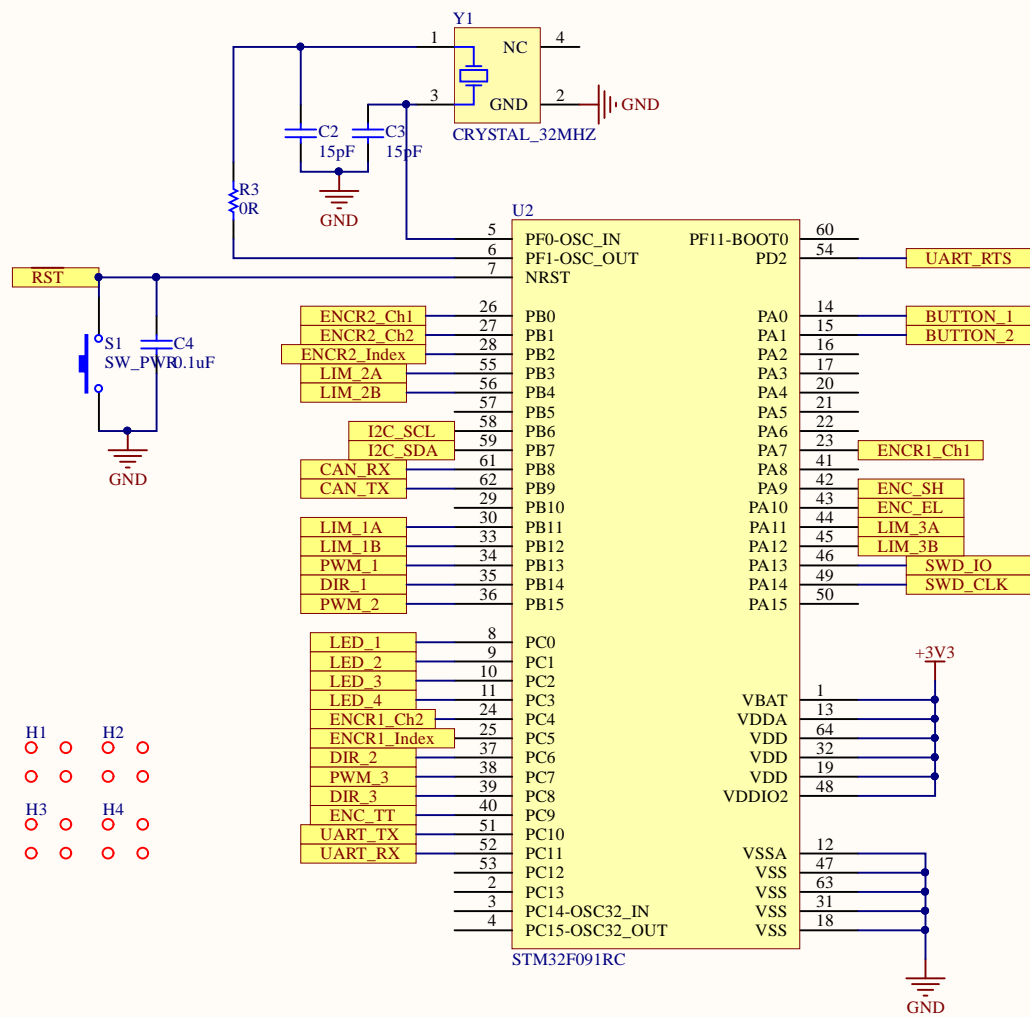 Y1
1 NC 4
3 GND 2 GND
CRYSTAL_32MHZ
C2 C3
15pF 15pF
GND
R3
0R
U2
5 PF0-OSC_IN PF11-BOOT0 60
6 PF1-OSC_OUT PD2 54 UART_RTS
RST 7 NRST
ENCR2_Ch1 26 PB0 PA0 14 BUTTON_1
ENCR2_Ch2 27 PB1 PA1 15 BUTTON_2
ENCR2_Index 28 PB2 PA2 16
LIM_2A 55 PB3 PA3 17
LIM_2B 56 PB4 PA4 20
57 PB5 PA5 21
I2C_SCL 58 PB6 PA6 22
I2C_SDA 59 PB7 PA7 23 ENCR1_Ch1
CAN_RX 61 PB8 PA8 41
CAN_TX 62 PB9 PA9 42 ENC_SH
29 PB10 PA10 43 ENC_EL
LIM_1A 30 PB11 PA11 44 LIM_3A
LIM_1B 33 PB12 PA12 45 LIM_3B
PWM_1 34 PB13 PA13 46 SWD_IO
DIR_1 35 PB14 PA14 49 SWD_CLK
PWM_2 36 PB15 PA15 50
S1 C4
SW_PWR 0.1uF
GND
LED_1 8 PC0
LED_2 9 PC1
LED_3 10 PC2
LED_4 11 PC3
ENCR1_Ch2 24 PC4
ENCR1_Index 25 PC5
DIR_2 37 PC6
PWM_3 38 PC7
DIR_3 39 PC8
ENC_TT 40 PC9
UART_TX 51 PC10
UART_RX 52 PC11
53 PC12
2 PC13
3 PC14-OSC32_IN
4 PC15-OSC32_OUT
+3V3
VBAT 1
VDDA 13
VDD 64
VDD 32
VDD 19
VDDIO2 48
VSSA 12
VSS 47
VSS 63
VSS 31
VSS 18
GND
STM32F091RC
H1 H2
H3 H4